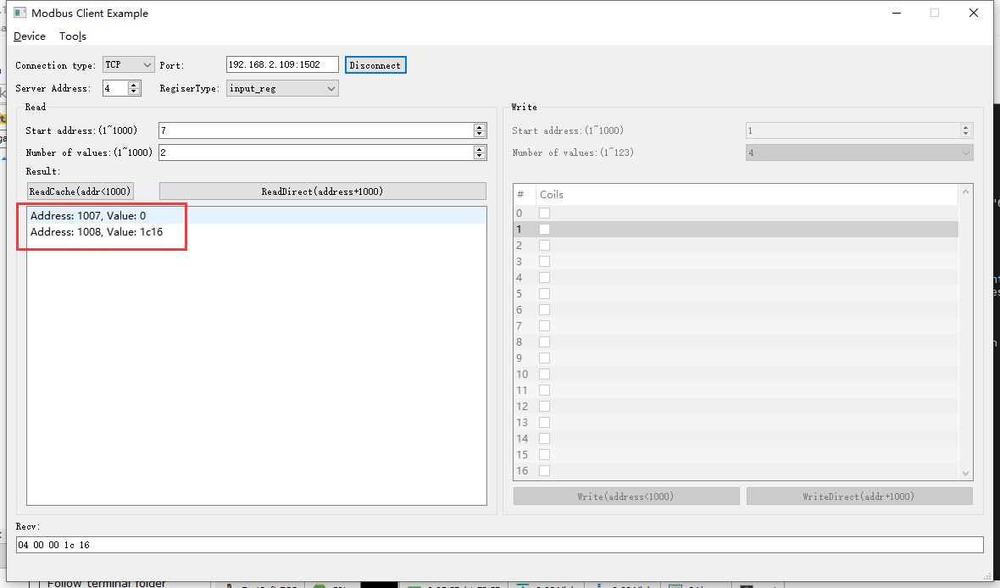 Modbus Client Example
Device Tools
Connection type: TCP Port: 192.168.2.109:1502 Disconnect
Server Address: 4 RegiserType: input_reg
Read
Start address:(1~1000) 7
Number of values:(1~1000) 2
Result:
ReadCache(addr<1000) ReadDirect(address+1000)
Address: 1007, Value: 0
Address: 1008, Value: 1c16
Write
Start address:(1~1000) 1
Number of values:(1~123) 4
# Coils
0
1
2
3
4
5
6
7
8
9
10
11
12
13
14
15
16
Write(address<1000) WriteDirect(addr+1000)
Recv:
04 00 00 1c 16
Follow terminal folder